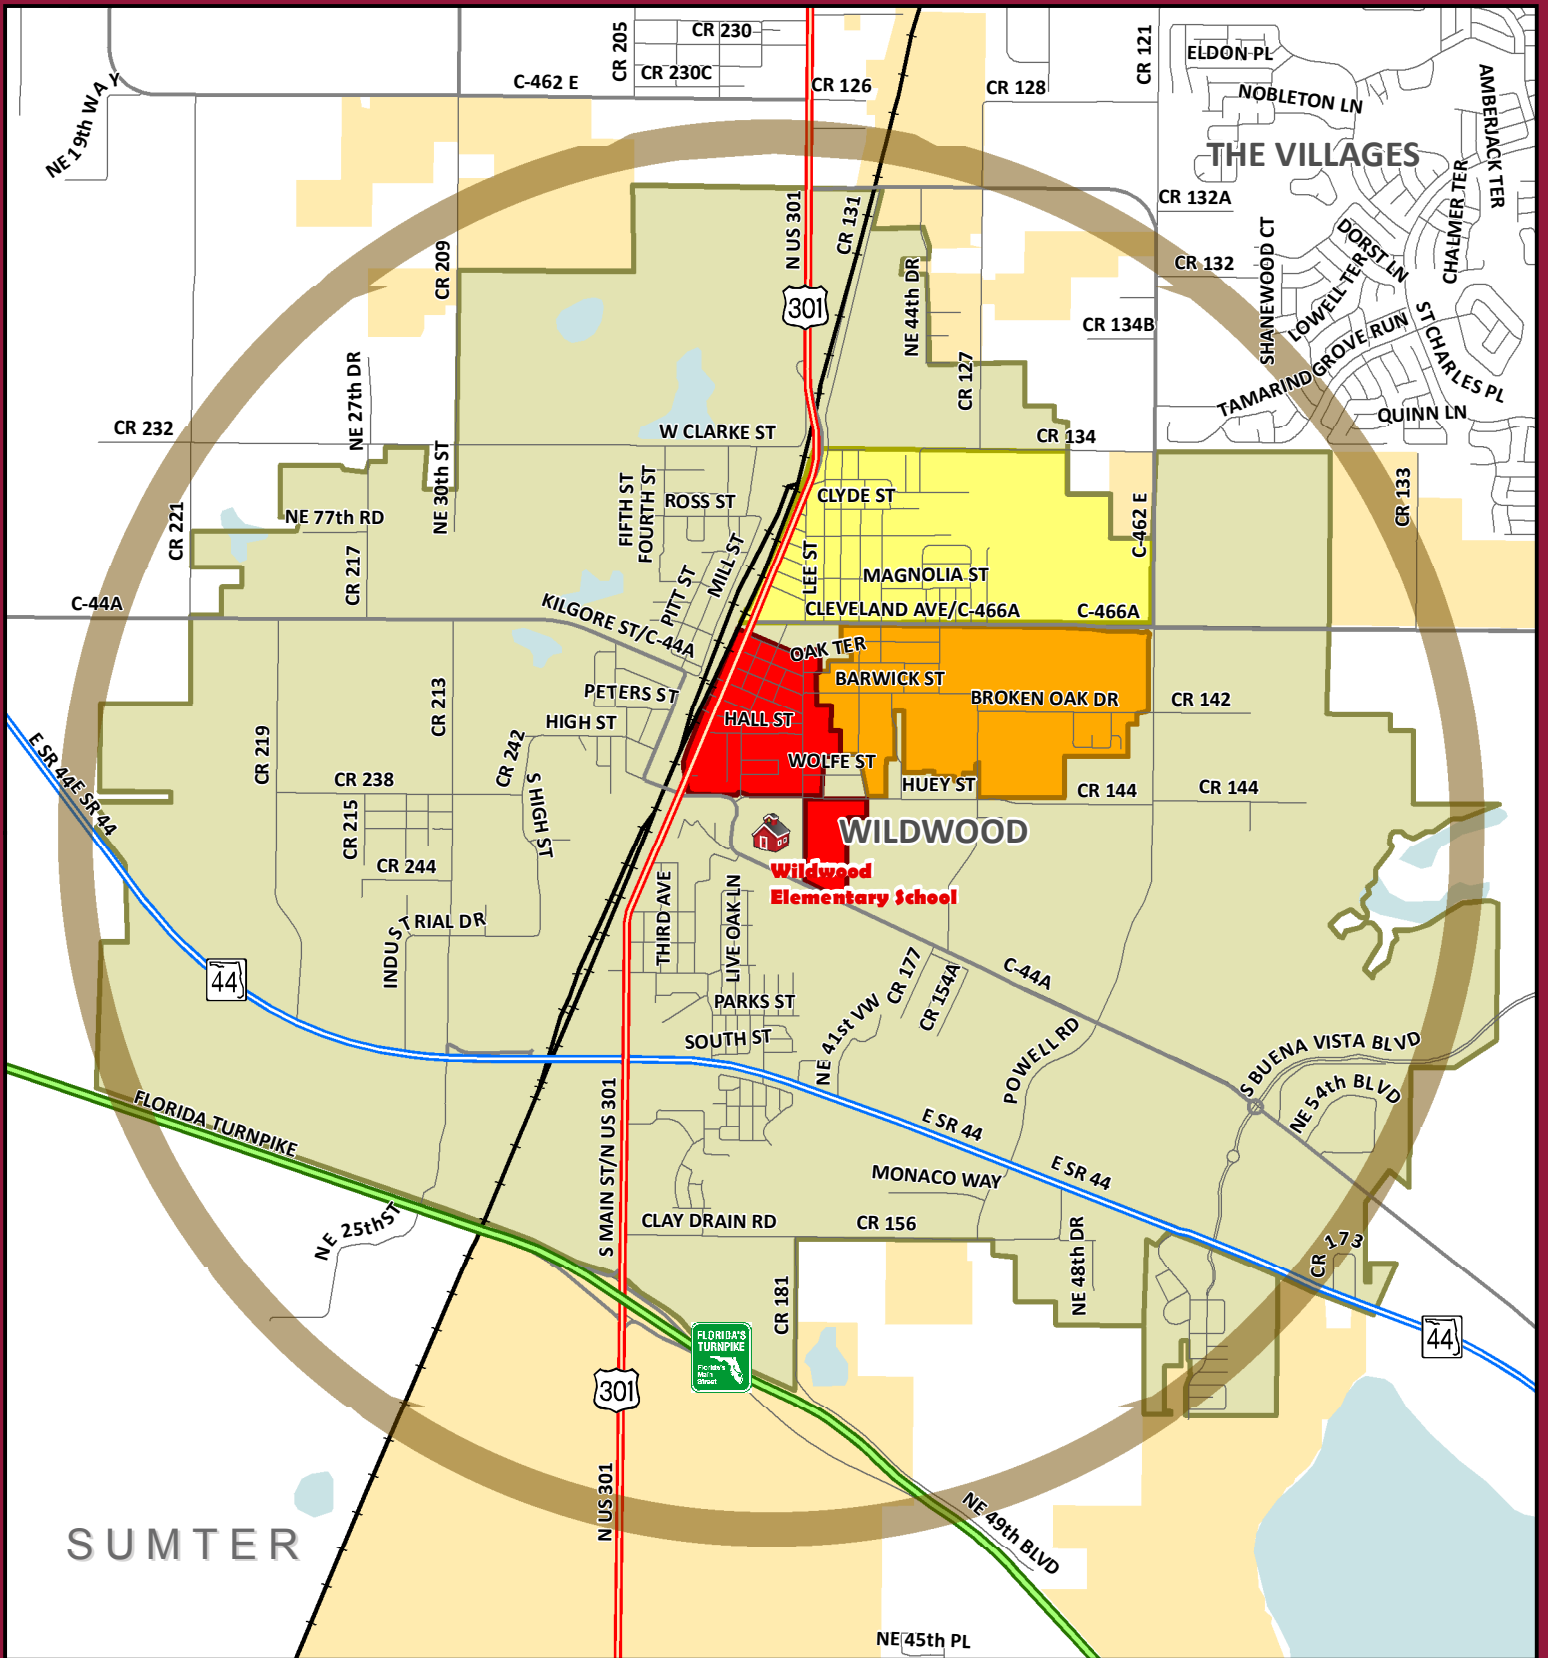 CR 205
CR 230
CR 230C
C-462 E
CR 126
CR 128
CR 121
ELDON PL
NOBLETON LN
AMBERJACK TER
NE 19th WAY
THE VILLAGES
CHALMER TER
CR 132A
N US 301
CR 131
CR 209
NE 44th DR
CR 132
SHANEWOOD CT
DORST LN
LOWELL TER
301
CR 134B
ST CHARLES PL
TAMARIND GROVE RUN
NE 27th DR
CR 127
QUINN LN
CR 232
W CLARKE ST
CR 134
NE 30th ST
FIFTH ST
FOURTH ST
ROSS ST
CLYDE ST
CR 133
CR 221
NE 77th RD
C-462 E
CR 217
PITT ST
MILL ST
LEE ST
MAGNOLIA ST
C-44A
KILGORE ST/C-44A
CLEVELAND AVE/C-466A
C-466A
OAK TER
BARWICK ST
PETERS ST
BROKEN OAK DR
CR 142
CR 213
HIGH ST
HALL ST
CR 219
CR 242
WOLFE ST
E SR 44
E SR 44
CR 238
HUEY ST
CR 144
CR 144
CR 215
S HIGH ST
WILDWOOD
CR 244
Wildwood
Elementary School
THIRD AVE
LIVE OAK LN
INDUSTRIAL DR
44
CR 177
CR 154A
C-44A
PARKS ST
SOUTH ST
NE 41st VW
POWELL RD
S BUENA VISTA BLVD
NE 54th BLVD
FLORIDA TURNPIKE
S MAIN ST/N US 301
E SR 44
E SR 44
MONACO WAY
NE 25th ST
CLAY DRAIN RD
CR 156
NE 48th DR
CR 173
CR 181
44
FLORIDA'S
TURNPIKE
Florida's
Main
Street
301
N US 301
NE 49th BLVD
SUMTER
NE 45th PL